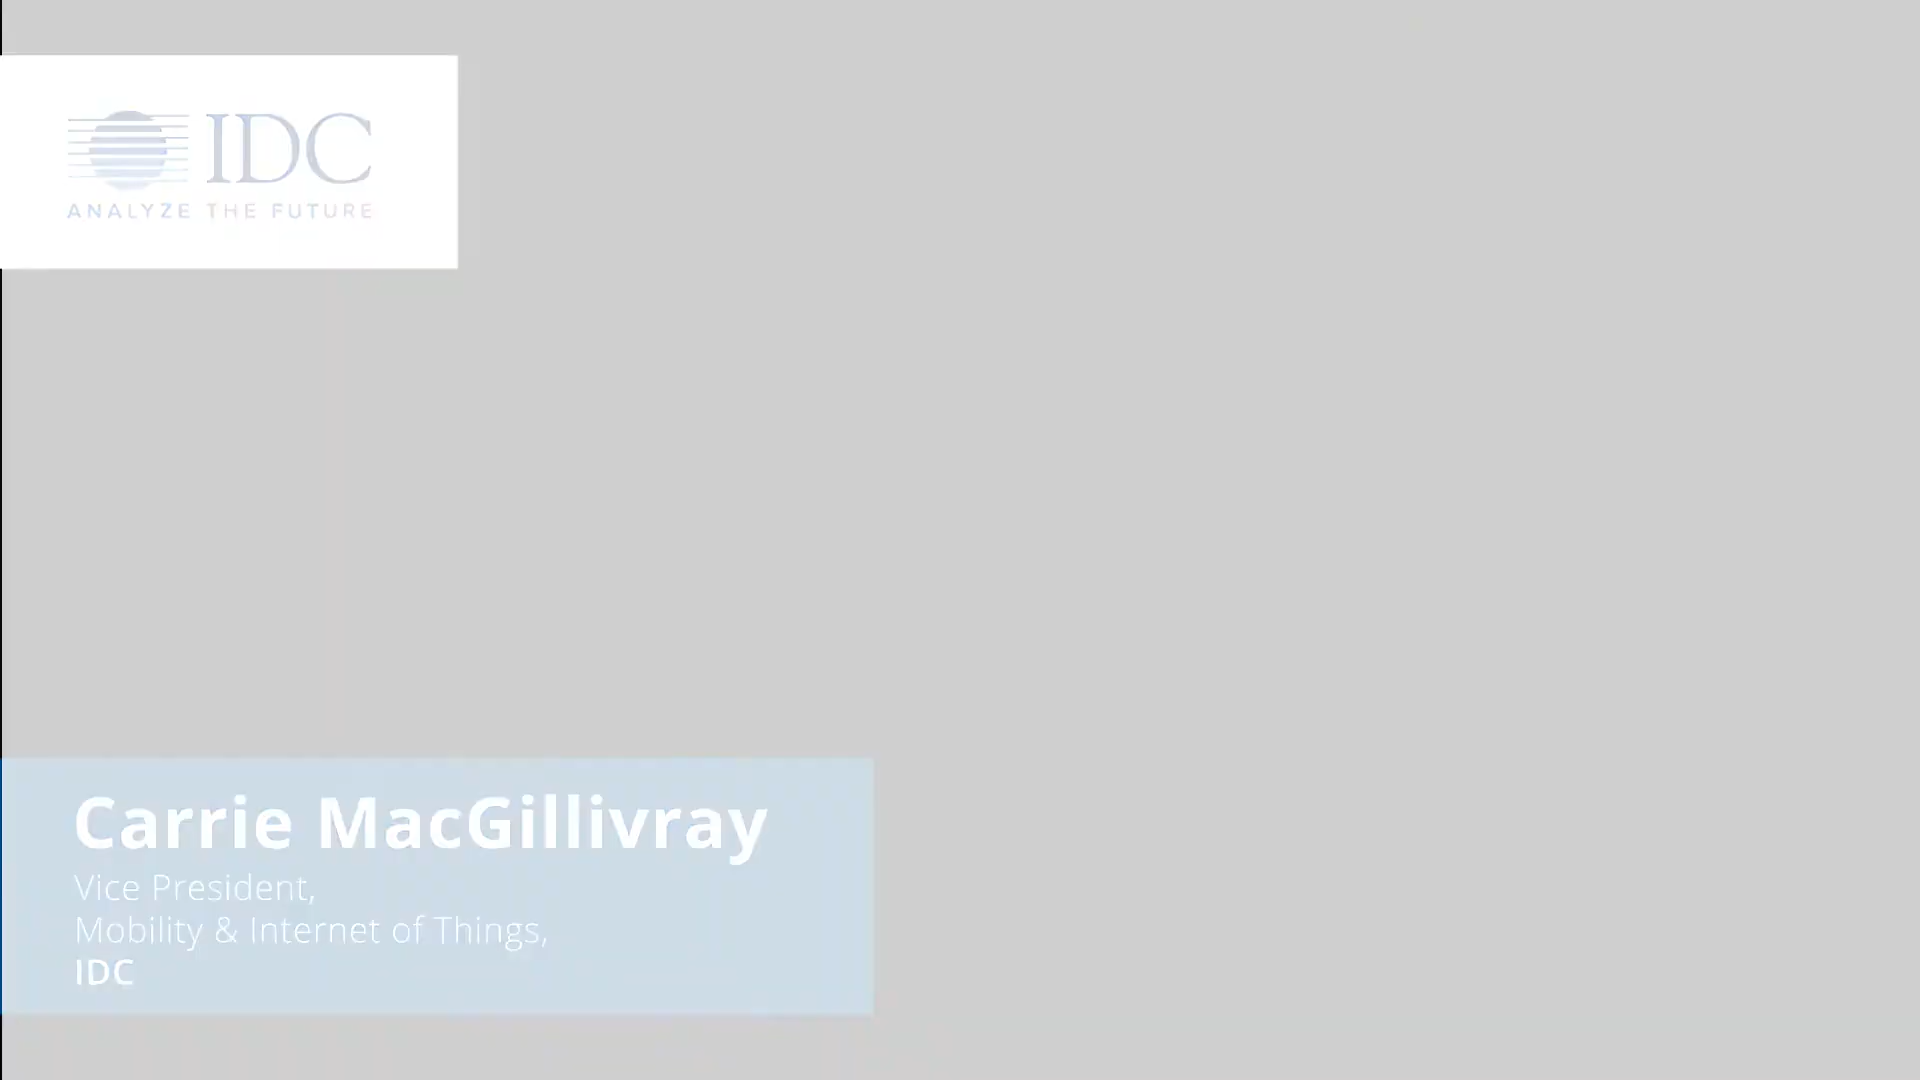 IDC
ANALYZE THE FUTURE
Carrie MacGillivray
Vice President,
Mobility & Internet of Things,
IDC